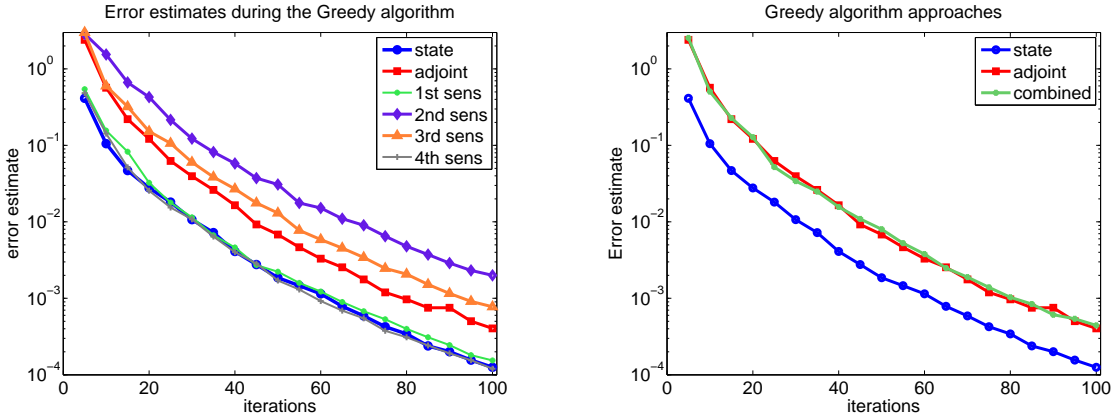 Error estimates during the Greedy algorithm
error estimate
10^0
10^-1
10^-2
10^-3
10^-4
state
adjoint
1st sens
2nd sens
3rd sens
4th sens
0 20 40 60 80 100
iterations
Greedy algorithm approaches
Error estimate
10^0
10^-1
10^-2
10^-3
10^-4
state
adjoint
combined
0 20 40 60 80 100
iterations